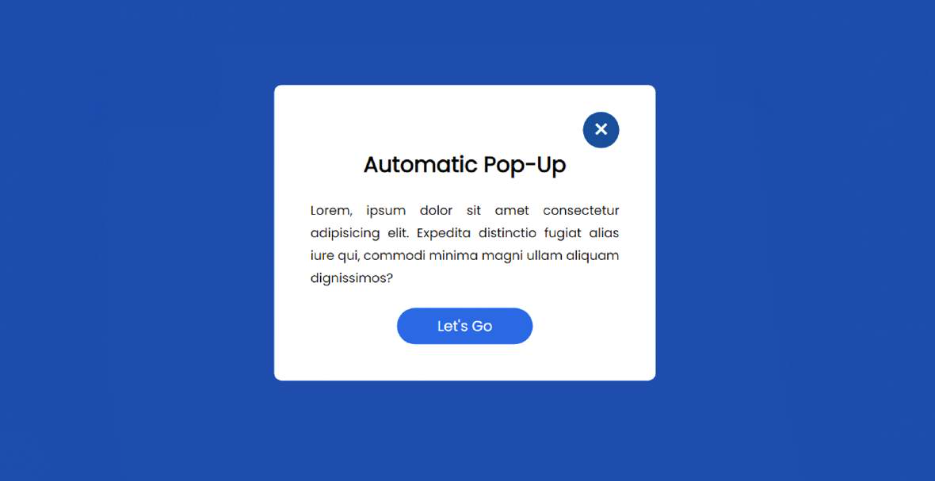 ×
Automatic Pop-Up
Lorem, ipsum dolor sit amet consectetur
adipisicing elit. Expedita distinctio fugiat alias
iure qui, commodi minima magni ullam aliquam
dignissimos?
Let's Go